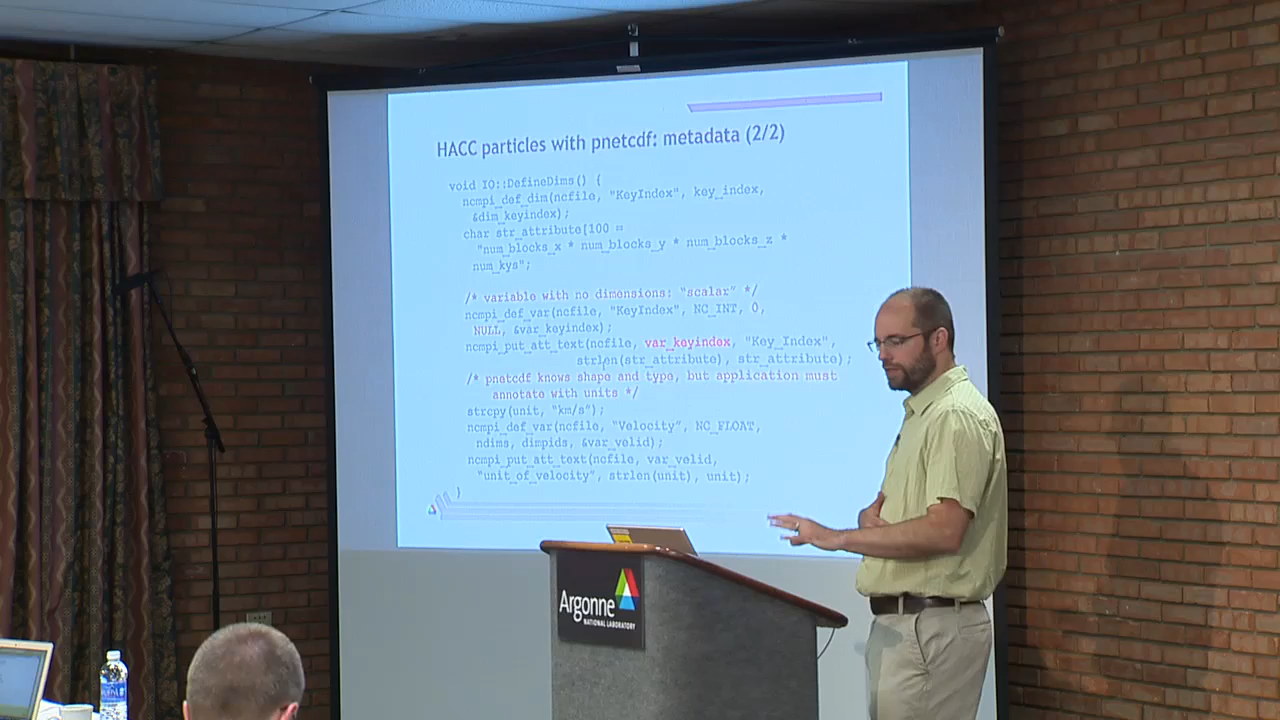 HACC particles with pnetcdf: metadata (2/2)
void IO::DefineDims() {
ncmpi_def_dim(ncfile, "KeyIndex", key_index,
&dim_keyindex);
char str_attribute[100 =
"num_blocks_x * num_blocks_y * num_blocks_z *
num_kys";
/* variable with no dimensions: "scalar" */
ncmpi_def_var(ncfile, "KeyIndex", NC_INT, 0,
NULL, &var_keyindex);
ncmpi_put_att_text(ncfile, var_keyindex, "Key_Index",
strlen(str_attribute), str_attribute);
/* pnetcdf knows shape and type, but application must
annotate with units */
strcpy(unit, "km/s");
ncmpi_def_var(ncfile, "Velocity", NC_FLOAT,
ndims, dimpids, &var_velid);
ncmpi_put_att_text(ncfile, var_velid,
"unit_of_velocity", strlen(unit), unit);
}
Argonne
NATIONAL LABORATORY